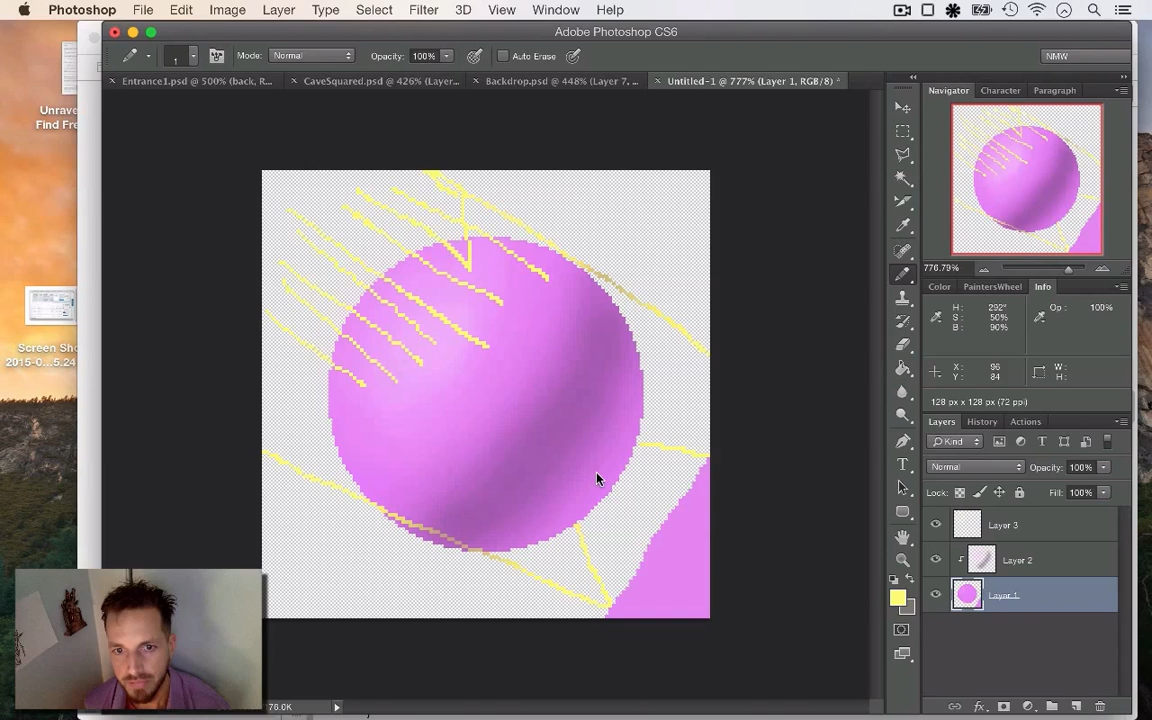 Photoshop File Edit Image Layer Type Select Filter 3D View Window Help
Adobe Photoshop CS6
1 Mode: Normal Opacity: 100% Auto Erase NMW
Entrance1.psd @ 500% (back, R... CaveSquared.psd @ 426% (Layer... Backdrop.psd @ 448% (Layer 7, ... Untitled-1 @ 777% (Layer 1, RGB/8) *
Navigator Character Paragraph
Unrave
Find Fre
776.79%
Color PaintersWheel Info
H: 292° Op: 100%
S: 50%
B: 90%
X: 96 W:
Y: 84 H:
128 px x 128 px (72 ppi)
Layers History Actions
Kind
Normal Opacity: 100%
Lock: Fill: 100%
Layer 3
Layer 2
Layer 1
Screen Sho
2015-0...5.24
76.0K